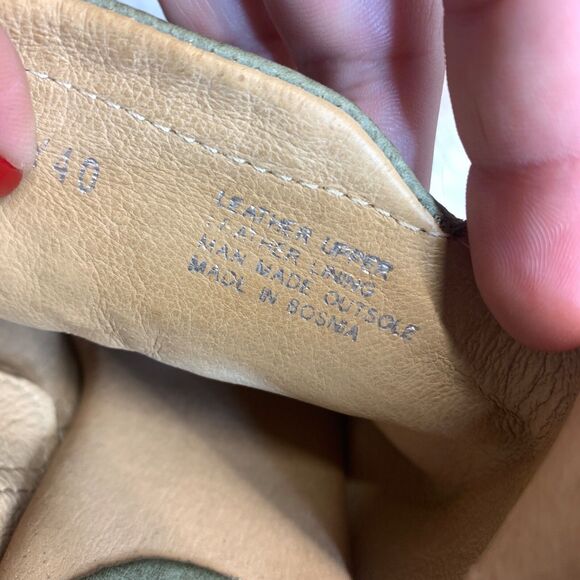 /40
LEATHER UPPER
LEATHER LINING
MAN MADE OUTSOLE
MADE IN BOSNIA